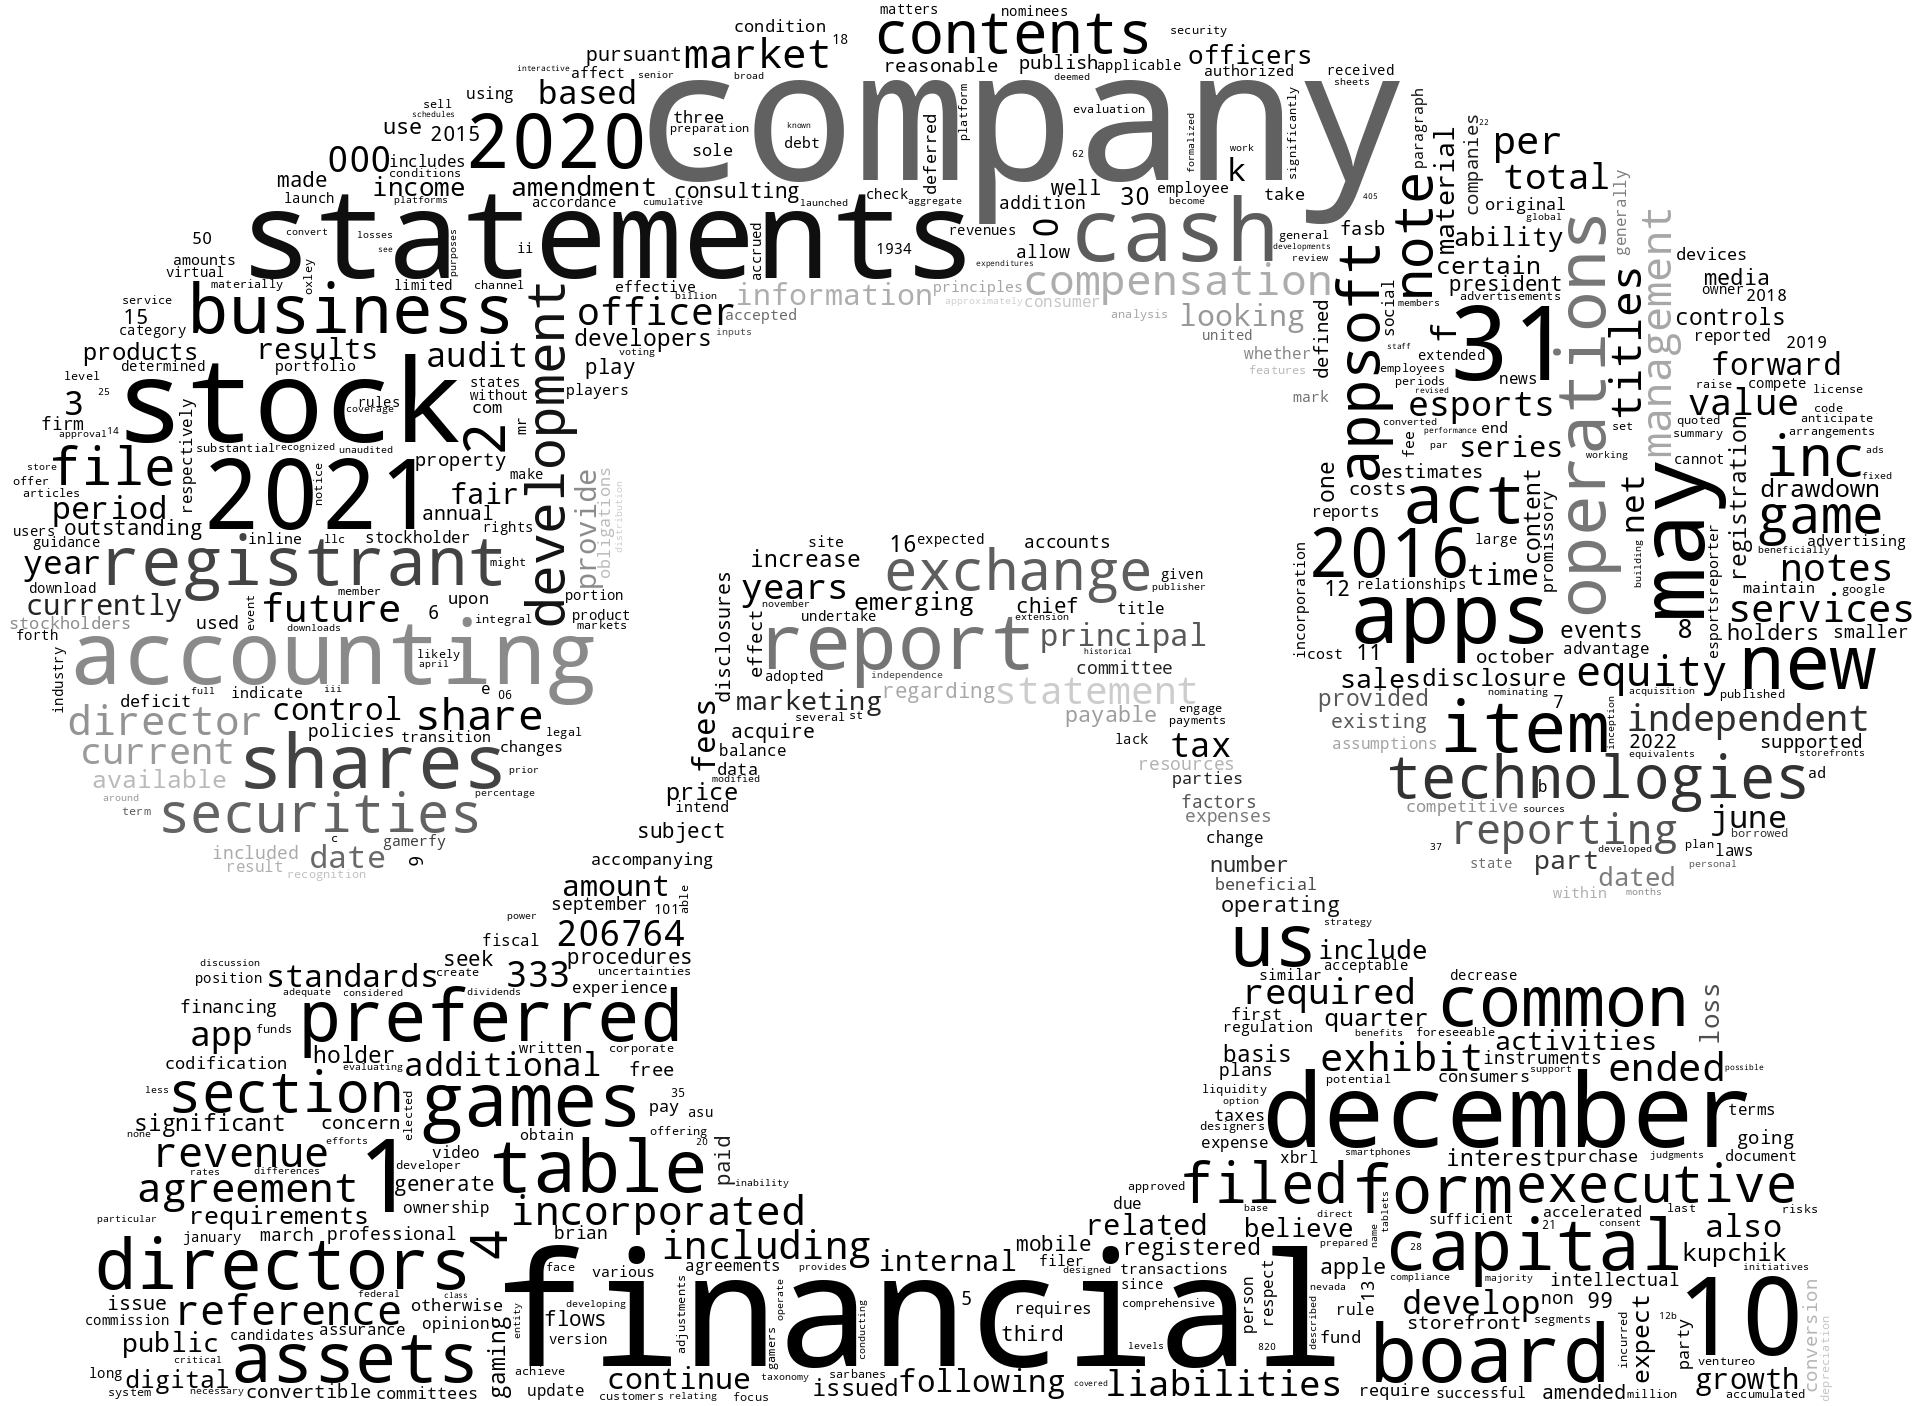 matters nominees
condition contents security
pursuant market 18 officers
interactive affect senior broad reasonable publish applicable deemed authorized received sheets
using based company platform evaluation formalized significantly paragraph
sell schedules three preparation known
use 2015 2020 sole debt deferred 62 work k 22 per
000 includes conditions companies
made income amendment consulting check well 30 employee take 405 note material total
launch platforms accordance cumulative launched aggregate addition become original generally
statements revenues 0 cash general fasb global
50 convert losses see purposes ii accrued 1934 allow developments review ability operations management
amounts virtual oxley expenditures certain devices
materially limited channel effective billion information principles compensation president media
service business development officer accepted approximately consumer social members advertisements titles owner 2018
15 category developers inputs analysis looking defined appsoft f 31 controls
products results audit voting united staff extended reported 2019
determined portfolio play whether employees news forward
level stock states players features periods revised raise compete license
3 25 rules coverage without com mark esports value code
firm approval 14 mr 2 converted performance end set quoted anticipate
substantial recognized unaudited fee par series working summary arrangements
store file respectively property make one estimates cannot inc ads
offer articles 2021 notice fair provide obligations distribution costs act content net may registration fixed
period annual reports promissory drawdown
users outstanding rights 2016 large game
guidance inline llc stockholder site 16 expected accounts building advertising
year registrant might increase exchange given incorporation time esportsreporter beneficially notes
download member portion disclosures years publisher 12 relationships maintain google
currently future 6 upon product november emerging chief title services
stockholders used event downloads integral markets undertake extension apps events 8 holders smaller
forth accounting likely april effect report principal historical cost 11 october advantage
industry full iii e 06 adopted independence committee sales disclosure equity new
deficit indicate marketing regarding statement provided nominating 7 acquisition published
director control share several st payable engage payments existing item inception independent
current policies transition legal fees acquire lack assumptions 2022 supported
available shares changes balance tax equivalents storefronts
prior data modified resources technologies ad
around percentage price parties b
term securities intend factors competitive sources june
c gamerfy subject expenses reporting borrowed
included date 9 accompanying change 37 developed plan laws
result recognition number state part personal
amount able beneficial dated
september 101 operating within months
power 206764 strategy
fiscal us include
discussion seek procedures acceptable
position standards create 333 uncertainties similar decrease
adequate considered dividends experience required common loss
financing preferred first quarter
app funds regulation benefits foreseeable activities
holder written corporate basis exhibit instruments
codification evaluating additional free plans potential consumers support ended possible
less section elected games 35 liquidity option december
significant concern pay asu taxes designers terms
none efforts obtain offering 20 expense going
revenue video table paid xbrl smartphones interest purchase judgments document
rates differences 1 developer
agreement generate inability approved filed form executive
requirements ownership incorporated due base direct tablets accelerated last risks
particular related sufficient 21 consent
january march professional 4 brian including internal mobile registered believe prepared name capital also
directors face various agreements provides filer designed transactions apple 28 kupchik
federal class since nevada compliance majority intellectual initiatives
issue reference otherwise entity developing financial adjustments operate 5 person respect 13 develop non 99 10 conversion
commission opinion flows requires comprehensive described rule storefront segments expect 12b
public candidates assurance gaming version gamers conducting third levels 820 fund board incurred party depreciation
critical assets ventureo
long digital achieve taxonomy sarbanes growth
system necessary convertible committees update continue customers relating focus issued following covered liabilities require successful amended million accumulated